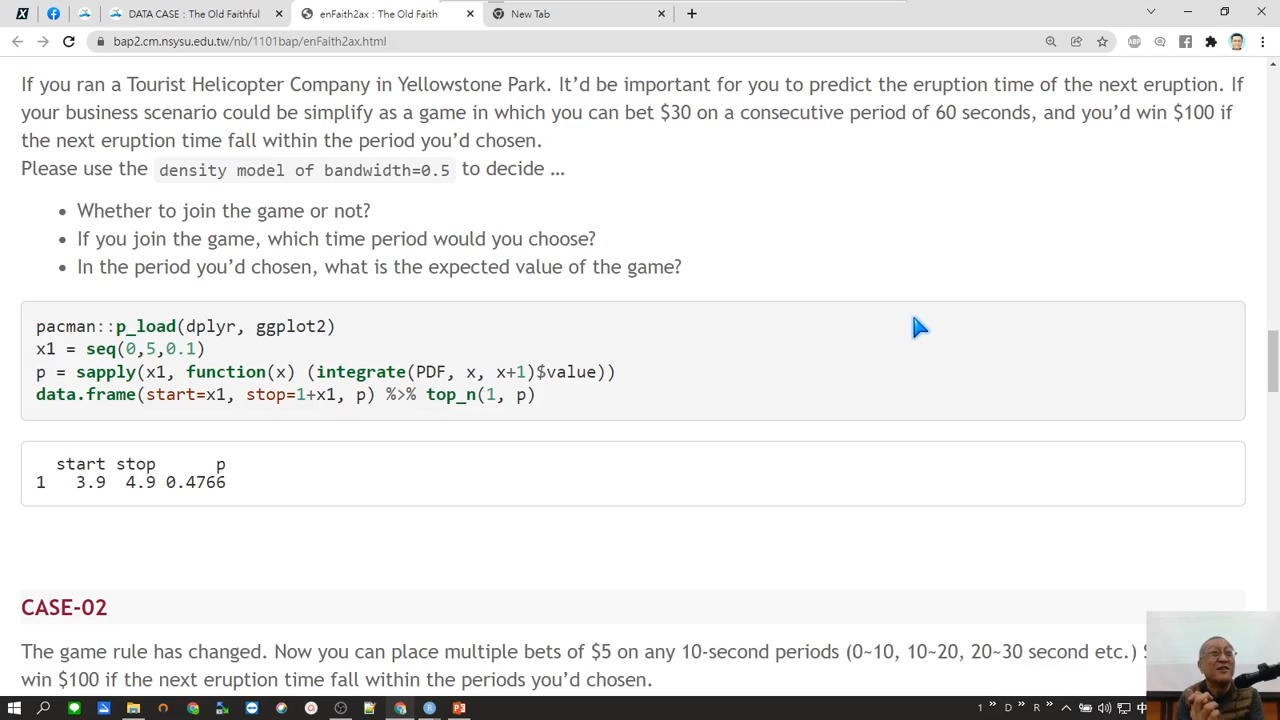 DATA CASE : The Old Faithful
enFaith2ax : The Old Faith
New Tab
bap2.cm.nsysu.edu.tw/nb/1101bap/enFaith2ax.html
If you ran a Tourist Helicopter Company in Yellowstone Park. It’d be important for you to predict the eruption time of the next eruption. If
your business scenario could be simplify as a game in which you can bet $30 on a consecutive period of 60 seconds, and you’d win $100 if
the next eruption time fall within the period you’d chosen.
Please use the density model of bandwidth=0.5 to decide …
• Whether to join the game or not?
• If you join the game, which time period would you choose?
• In the period you’d chosen, what is the expected value of the game?
pacman::p_load(dplyr, ggplot2)
x1 = seq(0,5,0.1)
p = sapply(x1, function(x) (integrate(PDF, x, x+1)$value))
data.frame(start=x1, stop=1+x1, p) %>% top_n(1, p)
start stop p
1 3.9 4.9 0.4766
CASE-02
The game rule has changed. Now you can place multiple bets of $5 on any 10-second periods (0~10, 10~20, 20~30 second etc.)
win $100 if the next eruption time fall within the periods you’d chosen.
1 » D » R » 中